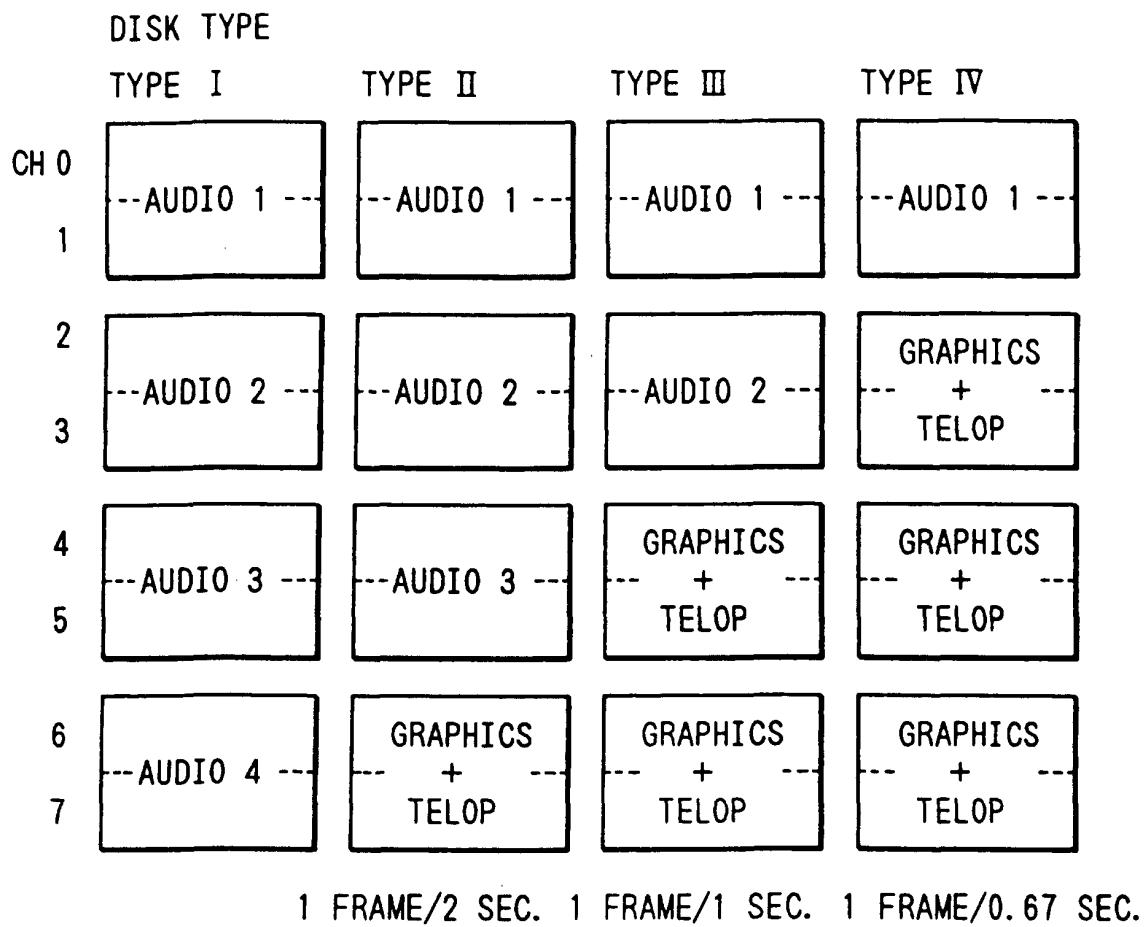 DISK TYPE
TYPE I TYPE II TYPE III TYPE IV
CH 0
AUDIO 1 AUDIO 1 AUDIO 1 AUDIO 1
1
2
GRAPHICS
AUDIO 2 AUDIO 2 AUDIO 2 +
3 TELOP
4 GRAPHICS GRAPHICS
AUDIO 3 AUDIO 3 + +
5 TELOP TELOP
6 GRAPHICS GRAPHICS GRAPHICS
AUDIO 4 + + +
7 TELOP TELOP TELOP
1 FRAME/2 SEC. 1 FRAME/1 SEC. 1 FRAME/0.67 SEC.